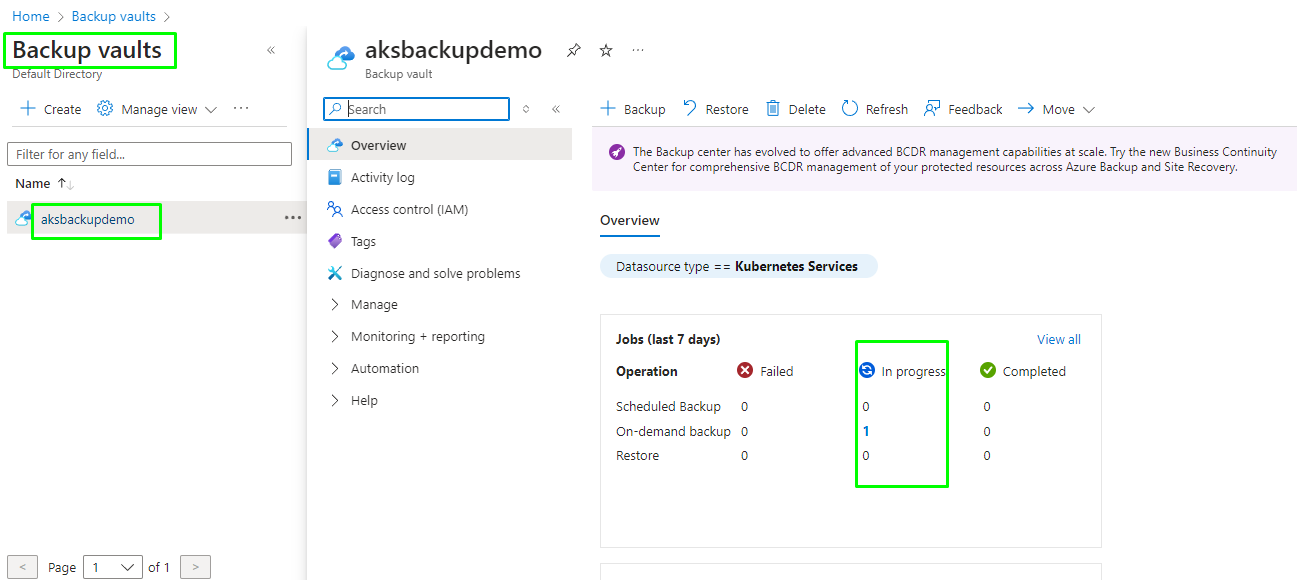 Home > Backup vaults >
Backup vaults
Default Directory
«
+ Create Manage view ...
Filter for any field...
Name ↑↓
aksbackupdemo ...
< Page 1 of 1 >
aksbackupdemo ...
Backup vault
Search «
Overview
Activity log
Access control (IAM)
Tags
Diagnose and solve problems
> Manage
> Monitoring + reporting
> Automation
> Help
+ Backup Restore Delete Refresh Feedback → Move
The Backup center has evolved to offer advanced BCDR management capabilities at scale. Try the new Business Continuity
Center for comprehensive BCDR management of your protected resources across Azure Backup and Site Recovery.
Overview
Datasource type == Kubernetes Services
Jobs (last 7 days) View all
Operation Failed In progress Completed
Scheduled Backup 0 0 0
On-demand backup 0 1 0
Restore 0 0 0